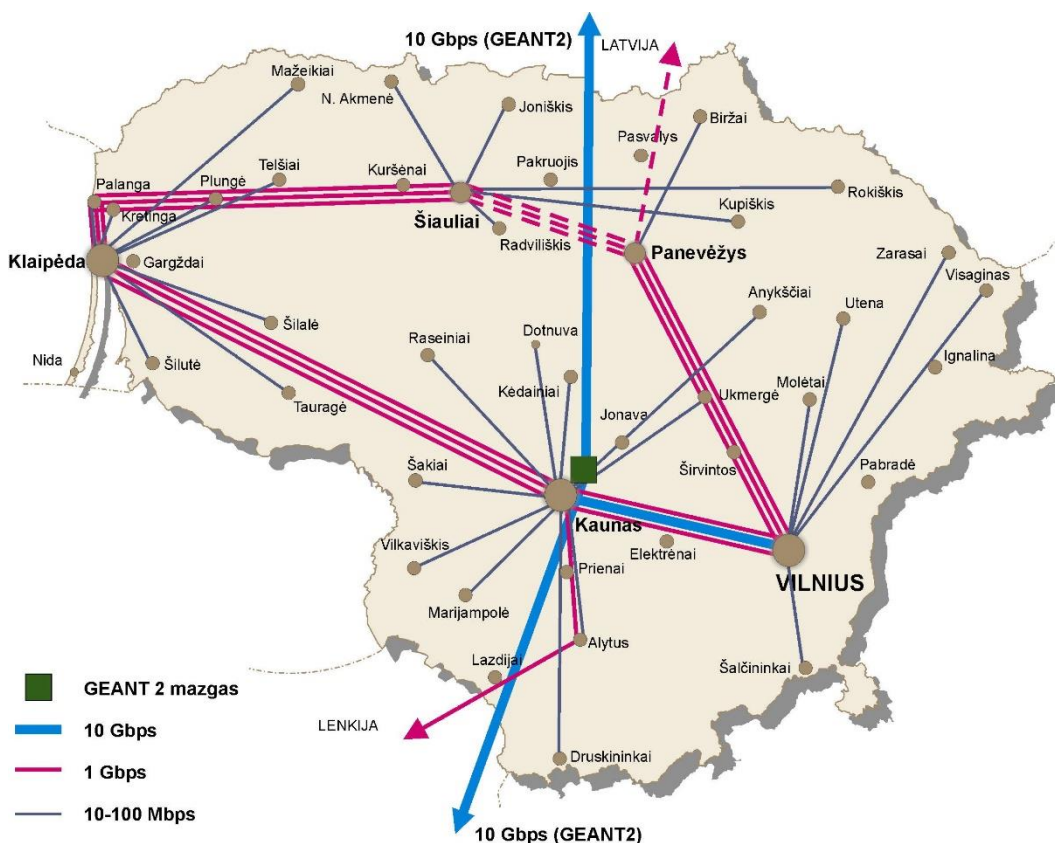 10 Gbps (GEANT2)
LATVIJA
Mažeikiai
N. Akmenė
Joniškis
Biržai
Pasvalys
Telšiai
Kuršėnai
Pakruojis
Palanga
Plungė
Rokiškis
Kretinga
Šiauliai
Kupiškis
Radviliškis
Klaipėda
Gargždai
Panevėžys
Zarasai
Visaginas
Anykščiai
Utena
Šilalė
Raseiniai
Dotnuva
Nida
Šilutė
Ignalina
Kėdainiai
Molėtai
Tauragė
Jonava
Ukmergė
Šakiai
Širvintos
Pabradė
Kaunas
Vilkaviškis
Elektrėnai
VILNIUS
Prienai
Marijampolė
Alytus
Lazdijai
Šalčininkai
GEANT 2 mazgas
10 Gbps
LENKIJA
Druskininkai
1 Gbps
10-100 Mbps
10 Gbps (GEANT2)